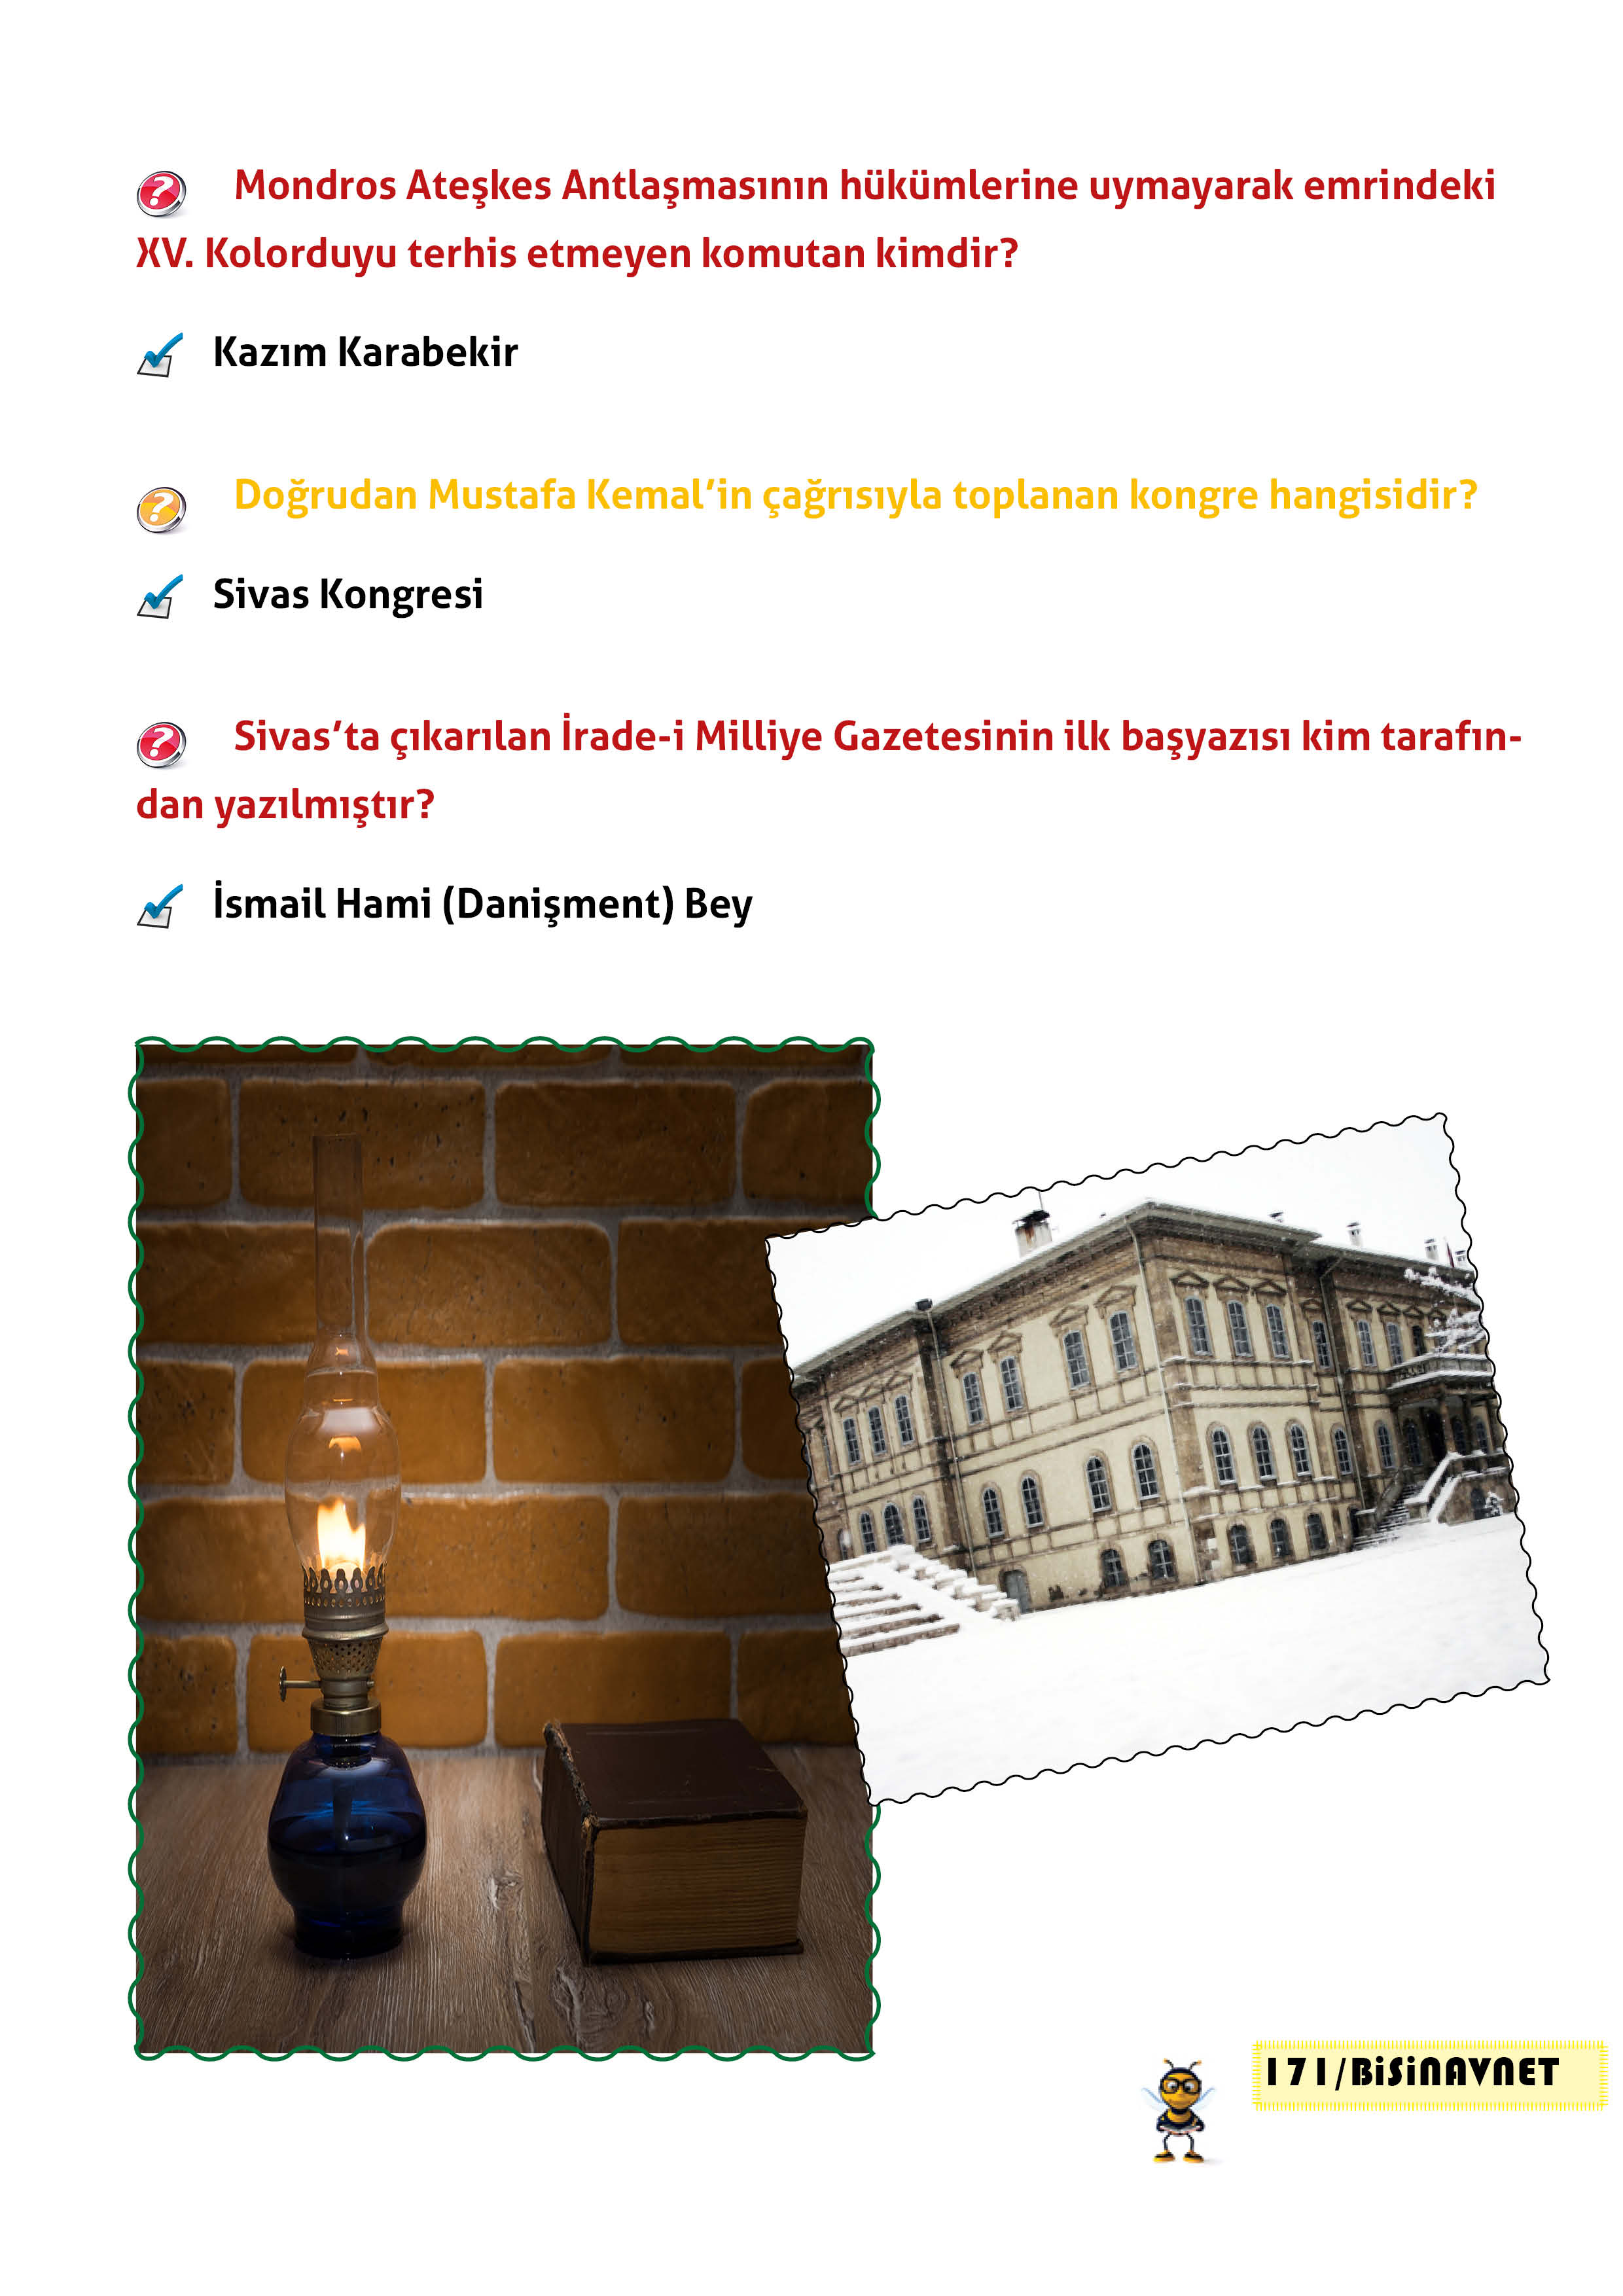 Mondros Ateşkes Antlaşmasının hükümlerine uymayarak emrindeki
XV. Kolorduyu terhis etmeyen komutan kimdir?
Kazım Karabekir
Doğrudan Mustafa Kemal’in çağrısıyla toplanan kongre hangisidir?
Sivas Kongresi
Sivas’ta çıkarılan İrade-i Milliye Gazetesinin ilk başyazısı kim tarafın-
dan yazılmıştır?
İsmail Hami (Danişment) Bey
171/BiSiNAVNET